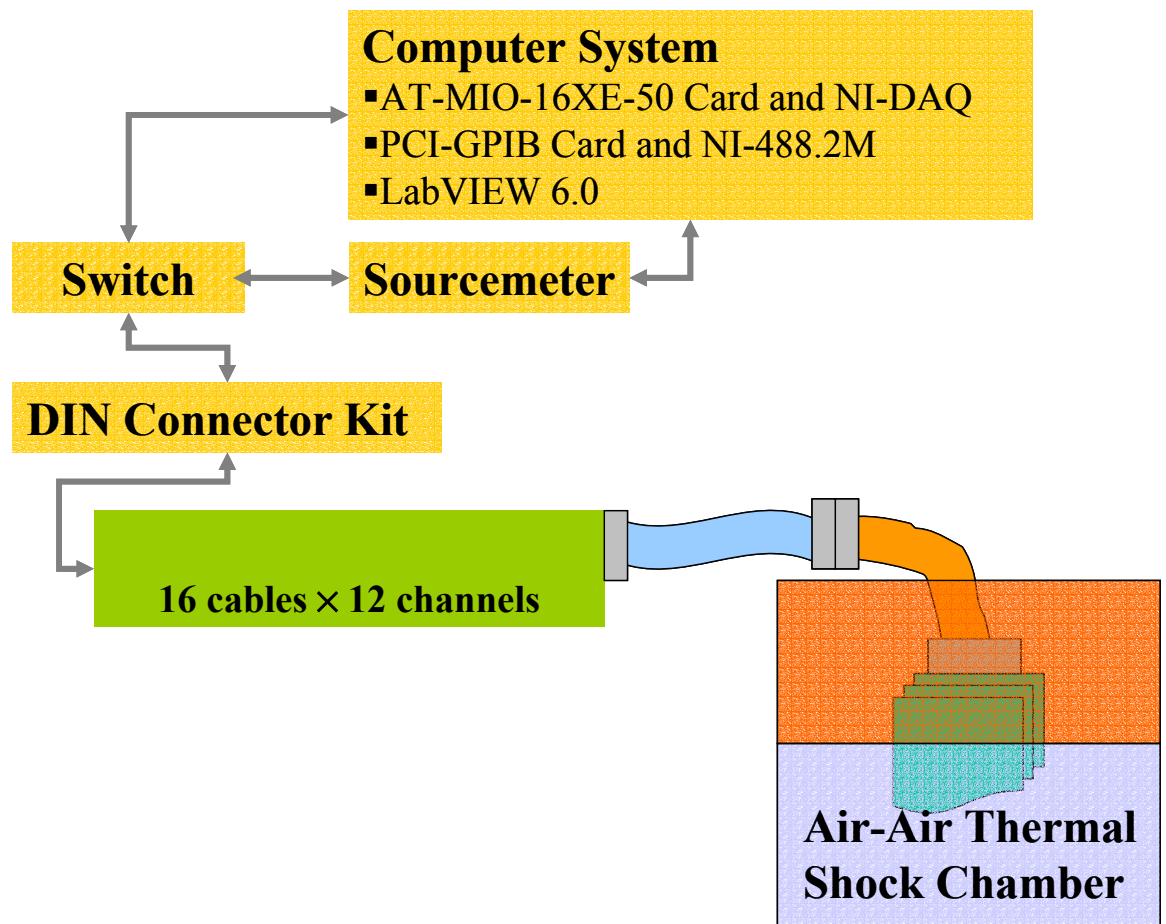 Computer System
▪AT-MIO-16XE-50 Card and NI-DAQ
▪PCI-GPIB Card and NI-488.2M
▪LabVIEW 6.0
Switch
Sourcemeter
DIN Connector Kit
16 cables × 12 channels
Air-Air Thermal
Shock Chamber